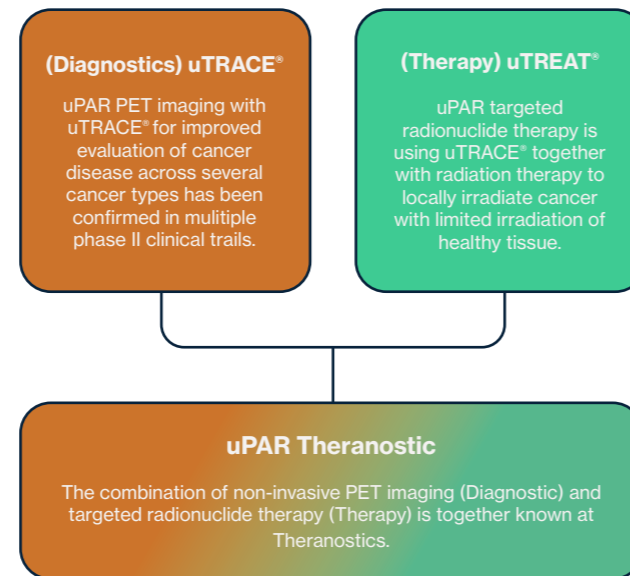 (Diagnostics) uTRACE®
uPAR PET imaging with
uTRACE® for improved
evaluation of cancer
disease across several
cancer types has been
confirmed in mulitiple
phase II clinical trails.
(Therapy) uTREAT®
uPAR targeted
radionuclide therapy is
using uTRACE® together
with radiation therapy to
locally irradiate cancer
with limited irradiation of
healthy tissue.
uPAR Theranostic
The combination of non-invasive PET imaging (Diagnostic) and
targeted radionuclide therapy (Therapy) is together known at
Theranostics.